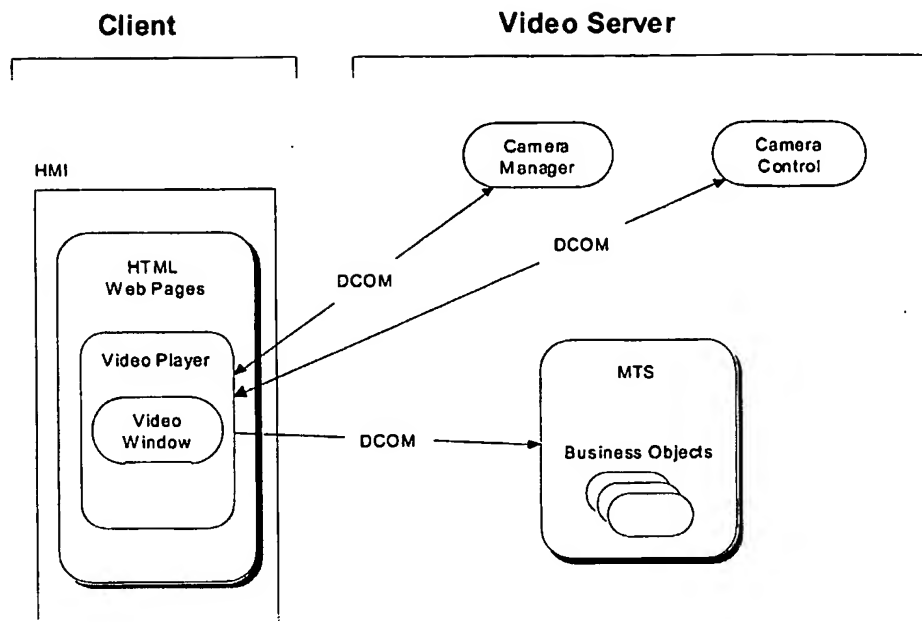 Client
Video Server
Camera
Manager
Camera
Control
HMI
HTML
Web Pages
DCOM
DCOM
Video Player
MTS
Video
Window
DCOM
Business Objects